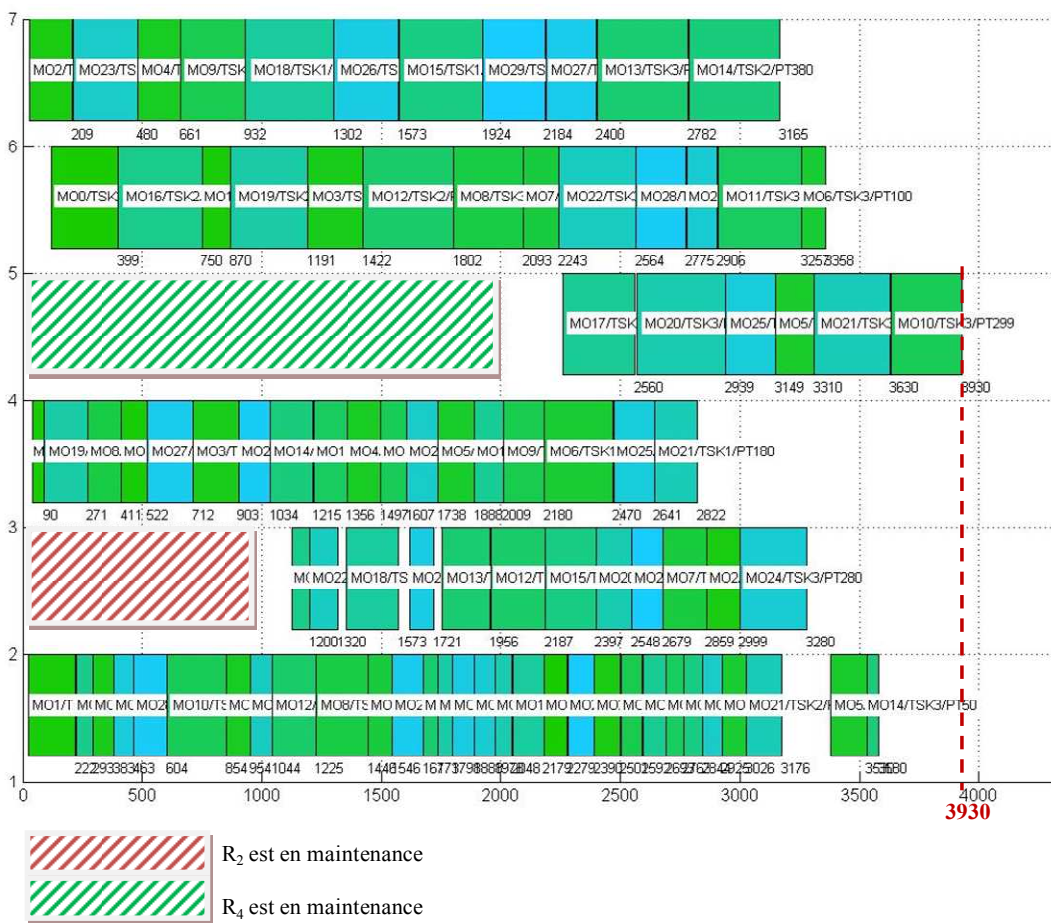 7
MO2/T MO23/TS MO4/T MO9/TSK MO18/TSK1/ MO26/TS MO15/TSK1 MO29/TS MO27/T MO13/TSK3/P MO14/TSK2/PT380
209 480 661 932 1302 1573 1924 2184 2400 2782 3165
6
MO0/TSK MO16/TSK2 MO1 MO19/TSK MO3/TS MO12/TSK2/P MO8/TSK MO7/ MO22/TSK MO28/T MO2 MO11/TSK3 MO6/TSK3/PT100
399 750 870 1191 1422 1802 2093 2243 2564 2775 2906 3257 3358
5
MO17/TSK MO20/TSK3/ MO25/T MO5/T MO21/TSK3 MO10/TSK3/PT299
2560 2939 3149 3310 3630 3930
4
M MO19/ MO8 MO MO27/ MO3/T MO2 MO14/ MO1 MO4 MO MO2 MO5/ MO1 MO9/T MO6/TSK1 MO25/ MO21/TSK1/PT180
90 271 411 522 712 903 1034 1215 1356 1497 1607 1738 1888 2009 2180 2470 2641 2822
3
MO22 MO18/TS MO2 MO13/T MO12/T MO15/T MO20 MO2 MO7/T MO2 MO24/TSK3/PT280
1200 1320 1573 1721 1956 2187 2397 2548 2679 2859 2999 3280
2
MO1/T MO2 MO10/TS MO12/ MO8/TS MO MO2 MO1 MO21/TSK2/P MO5 MO14/TSK3/PT50
222 293 383 463 604 854 954 1044 1225 1446 1546 2048 2179 2279 2390 3026 3176 3580
1
0 500 1000 1500 2000 2500 3000 3500 4000
3930
R2 est en maintenance
R4 est en maintenance